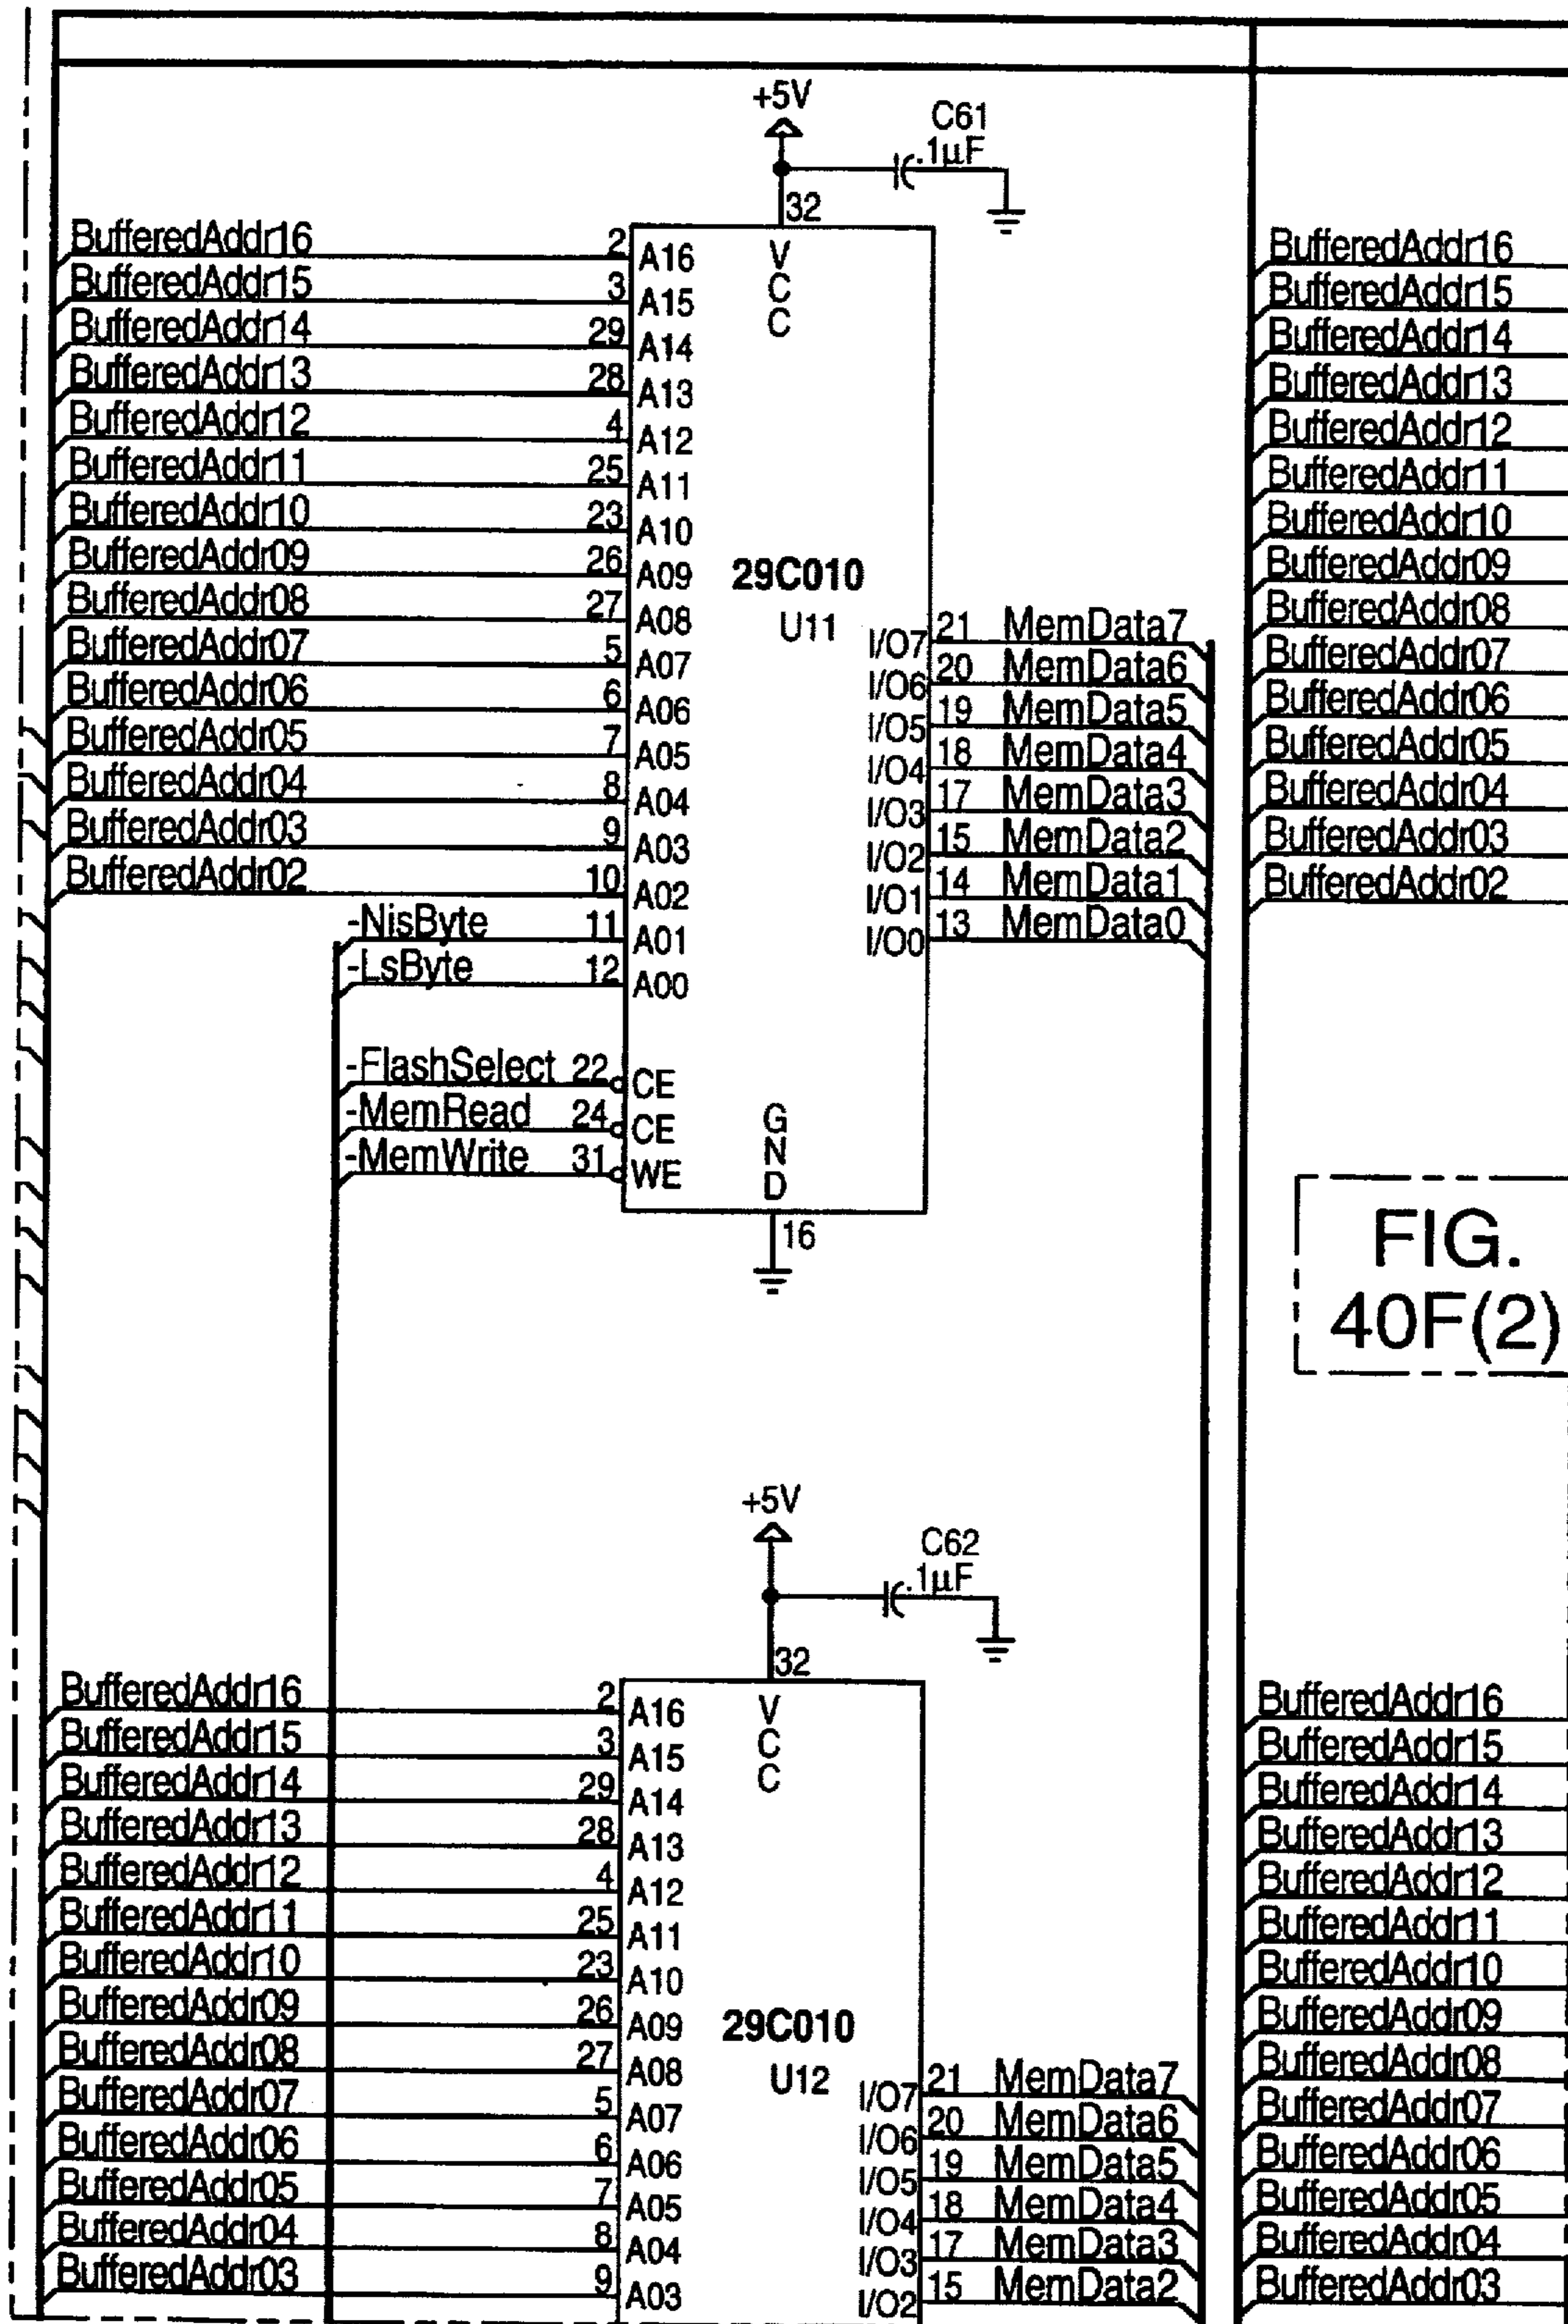 +5V
C61
.1µF
32
BufferedAddr16 2 A16 VCC
BufferedAddr15 3 A15
BufferedAddr14 29 A14
BufferedAddr13 28 A13
BufferedAddr12 4 A12
BufferedAddr11 25 A11
BufferedAddr10 23 A10
BufferedAddr09 26 A09
29C010
BufferedAddr08 27 A08
U11
BufferedAddr07 5 A07
BufferedAddr06 6 A06
BufferedAddr05 7 A05
BufferedAddr04 8 A04
BufferedAddr03 9 A03
BufferedAddr02 10 A02
-NisByte 11 A01
-LsByte 12 A00
-FlashSelect 22 CE
-MemRead 24 CE
-MemWrite 31 WE
GND
16
I/O7 21 MemData7
I/O6 20 MemData6
I/O5 19 MemData5
I/O4 18 MemData4
I/O3 17 MemData3
I/O2 15 MemData2
I/O1 14 MemData1
I/O0 13 MemData0
BufferedAddr16
BufferedAddr15
BufferedAddr14
BufferedAddr13
BufferedAddr12
BufferedAddr11
BufferedAddr10
BufferedAddr09
BufferedAddr08
BufferedAddr07
BufferedAddr06
BufferedAddr05
BufferedAddr04
BufferedAddr03
BufferedAddr02
FIG.
40F(2)
+5V
C62
.1µF
32
BufferedAddr16 2 A16 VCC
BufferedAddr15 3 A15
BufferedAddr14 29 A14
BufferedAddr13 28 A13
BufferedAddr12 4 A12
BufferedAddr11 25 A11
BufferedAddr10 23 A10
BufferedAddr09 26 A09
29C010
BufferedAddr08 27 A08
U12
BufferedAddr07 5 A07
BufferedAddr06 6 A06
BufferedAddr05 7 A05
BufferedAddr04 8 A04
BufferedAddr03 9 A03
I/O7 21 MemData7
I/O6 20 MemData6
I/O5 19 MemData5
I/O4 18 MemData4
I/O3 17 MemData3
I/O2 15 MemData2
BufferedAddr16
BufferedAddr15
BufferedAddr14
BufferedAddr13
BufferedAddr12
BufferedAddr11
BufferedAddr10
BufferedAddr09
BufferedAddr08
BufferedAddr07
BufferedAddr06
BufferedAddr05
BufferedAddr04
BufferedAddr03